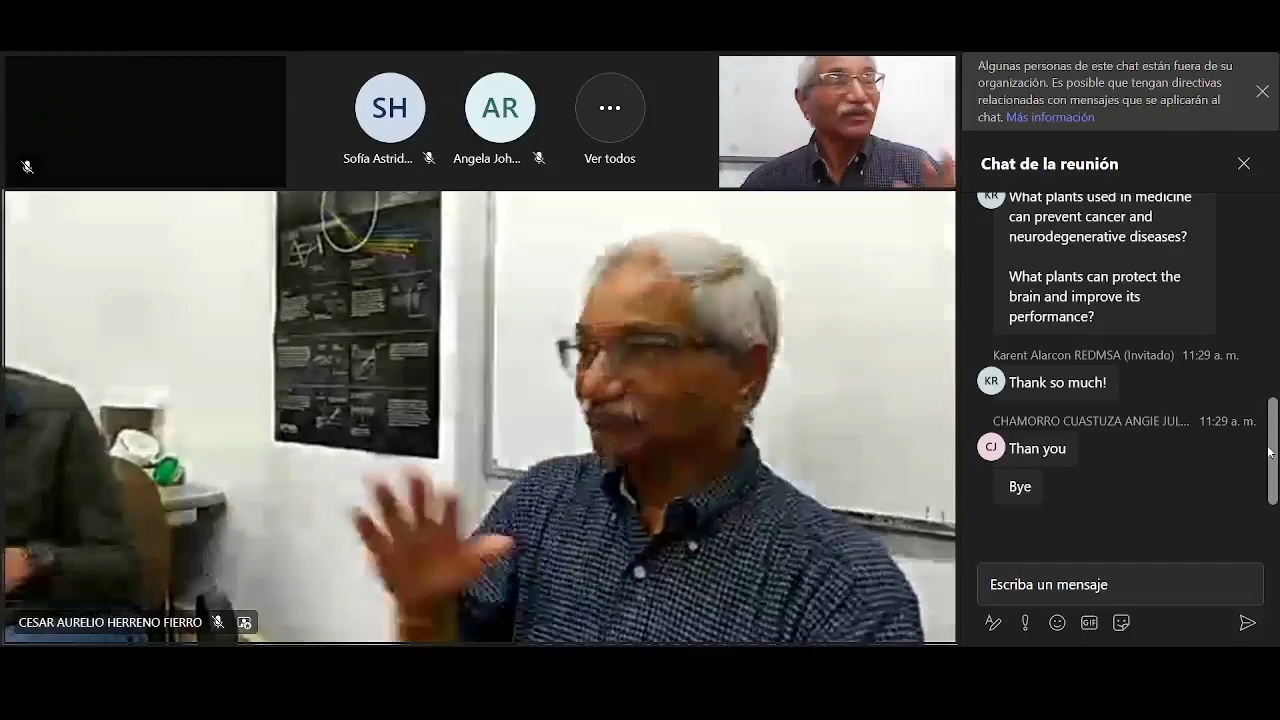 SH
AR
Sofía Astrid...
Angela Joh...
Ver todos
CESAR AURELIO HERRENO FIERRO
Algunas personas de este chat están fuera de su
organización. Es posible que tengan directivas
relacionadas con mensajes que se aplicarán al
chat. Más información
Chat de la reunión
KR
What plants used in medicine
can prevent cancer and
neurodegenerative diseases?
What plants can protect the
brain and improve its
performance?
Karent Alarcon REDMSA (Invitado) 11:29 a. m.
KR
Thank so much!
CHAMORRO CUASTUZA ANGIE JUL... 11:29 a. m.
CJ
Than you
Bye
Escriba un mensaje
GIF